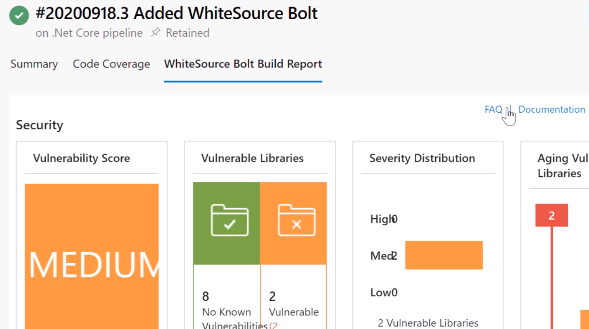 #20200918.3 Added WhiteSource Bolt
on .Net Core pipeline Retained
Summary Code Coverage WhiteSource Bolt Build Report
FAQ Documentation
Security
Vulnerability Score
MEDIUM
Vulnerable Libraries
8
No Known
Vulnerabilities
2
Vulnerable
(2
Severity Distribution
High 0
Med 2
Low 0
2 Vulnerable Libraries
Aging Vul
Libraries
2